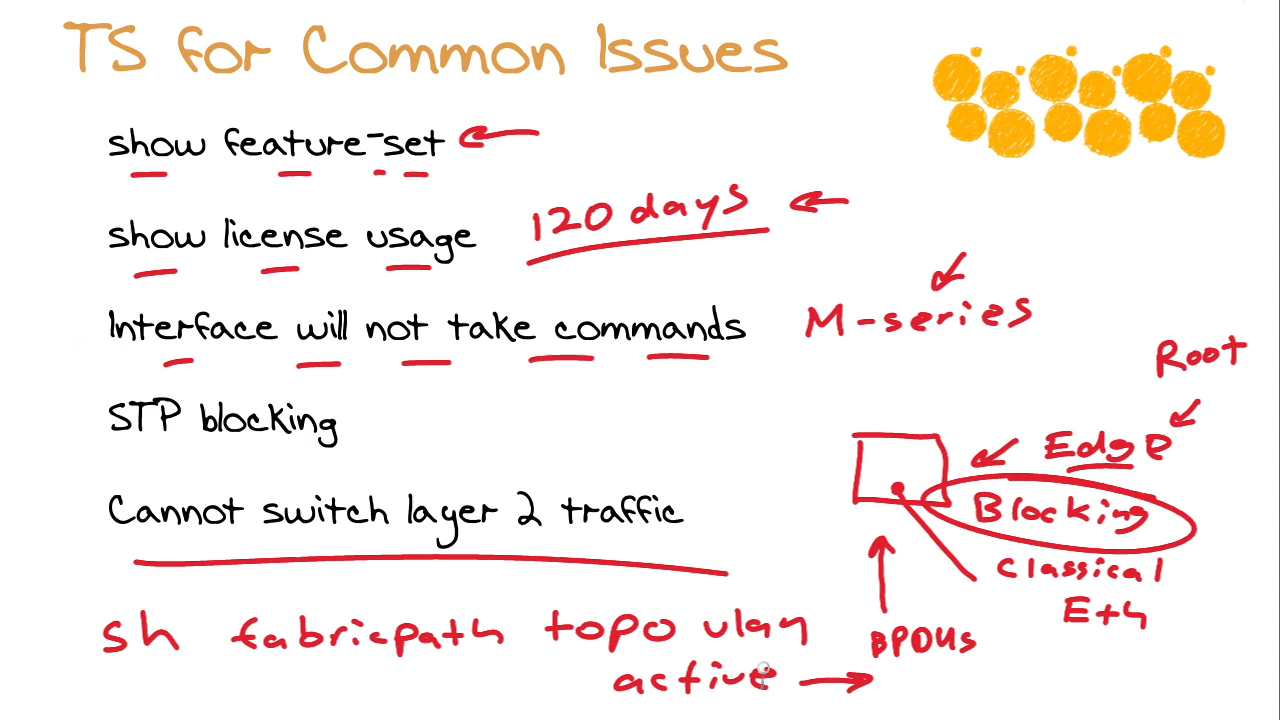 TS for Common Issues
show feature-set
show license usage 120 days
Interface will not take commands M-series
Root
STP blocking
Edge
Blocking
Cannot switch layer 2 traffic
Classical
Eth
sh fabricpath topo vlan
BPDUs
active